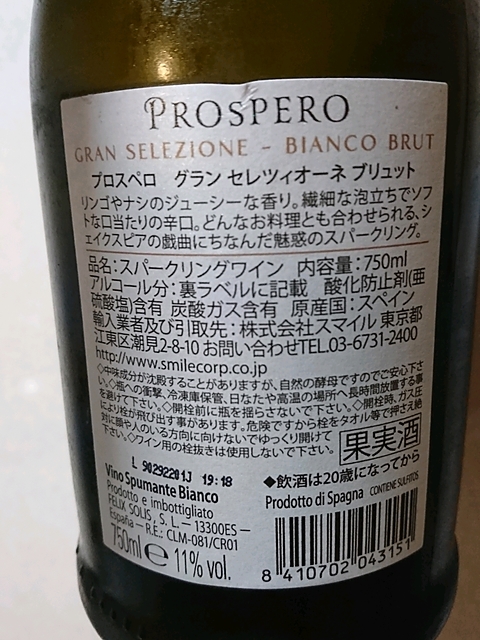 PROSPERO
GRAN SELEZIONE - BIANCO BRUT
プロスペロ グラン セレツィオーネ ブリュット
リンゴやナシのジューシーな香り。繊細な泡立ちでソフ
トな口当たりの辛口。どんなお料理とも合わせられる、シ
ェイクスピアの戯曲にちなんだ魅惑のスパークリング。
品名：スパークリングワイン 内容量：750ml
アルコール分：裏ラベルに記載 酸化防止剤(亜
硫酸塩)含有 炭酸ガス含有 原産国：スペイン
輸入業者及び引取先：株式会社スマイル 東京都
江東区潮見2-8-10 お問い合わせTEL.03-6731-2400
http://www.smilecorp.co.jp
◇中味成分が沈殿することがありますが、自然の酵母ですのでご安心下さ
い。◇瓶への衝撃、冷凍庫保管、日なたや高温の場所へ長時間放置する事
を避けて下さい。◇開栓前に瓶を揺らさないで下さい。◇開栓時、ガス圧
により栓が飛び出す事があります。危険ですから栓をタオル等で押さえ絶
対に顔や人のいる方向に向けないでゆっくり開けて
下さい。◇ワイン用の栓抜きは使用しないで下さい。
果実酒
L 90292201J 19:18
◆飲酒は20歳になってから
Vino Spumante Bianco
Prodotto di Spagna CONTIENE SULFITOS
Prodotto e imbottigliato
FELIX SOLIS, S. L. – 13300ES –
España – R.E.: CLM-081/CR01
750ml e 11% vol.
8 410702 043151